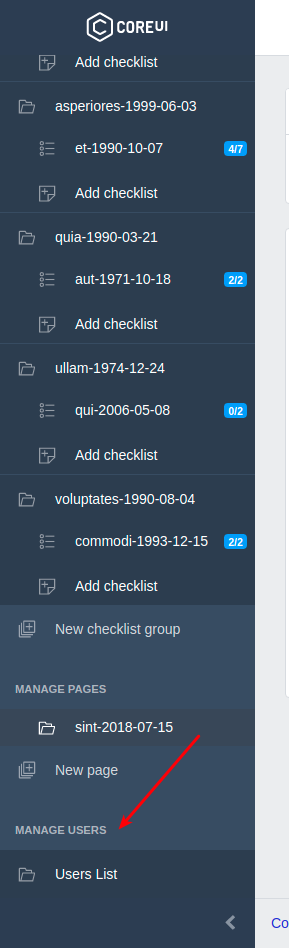 COREUI
Add checklist
asperiores-1999-06-03
et-1990-10-07 4/7
Add checklist
quia-1990-03-21
aut-1971-10-18 2/2
Add checklist
ullam-1974-12-24
qui-2006-05-08 0/2
Add checklist
voluptates-1990-08-04
commodi-1993-12-15 2/2
Add checklist
New checklist group
MANAGE PAGES
sint-2018-07-15
New page
MANAGE USERS
Users List
Co